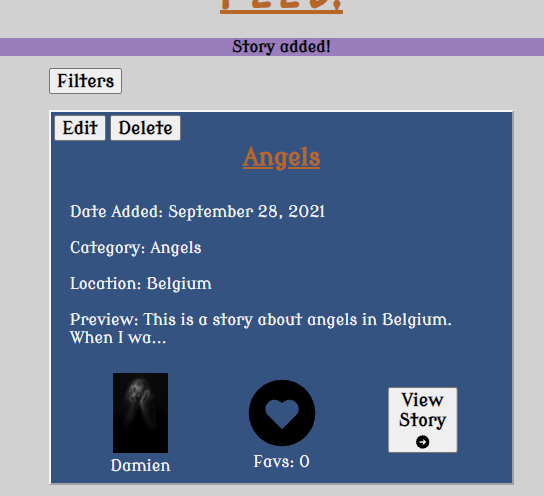 Story added!
Filters
Edit Delete
Angels
Date Added: September 28, 2021
Category: Angels
Location: Belgium
Preview: This is a story about angels in Belgium.
When I wa...
Damien
Favs: 0
View
Story